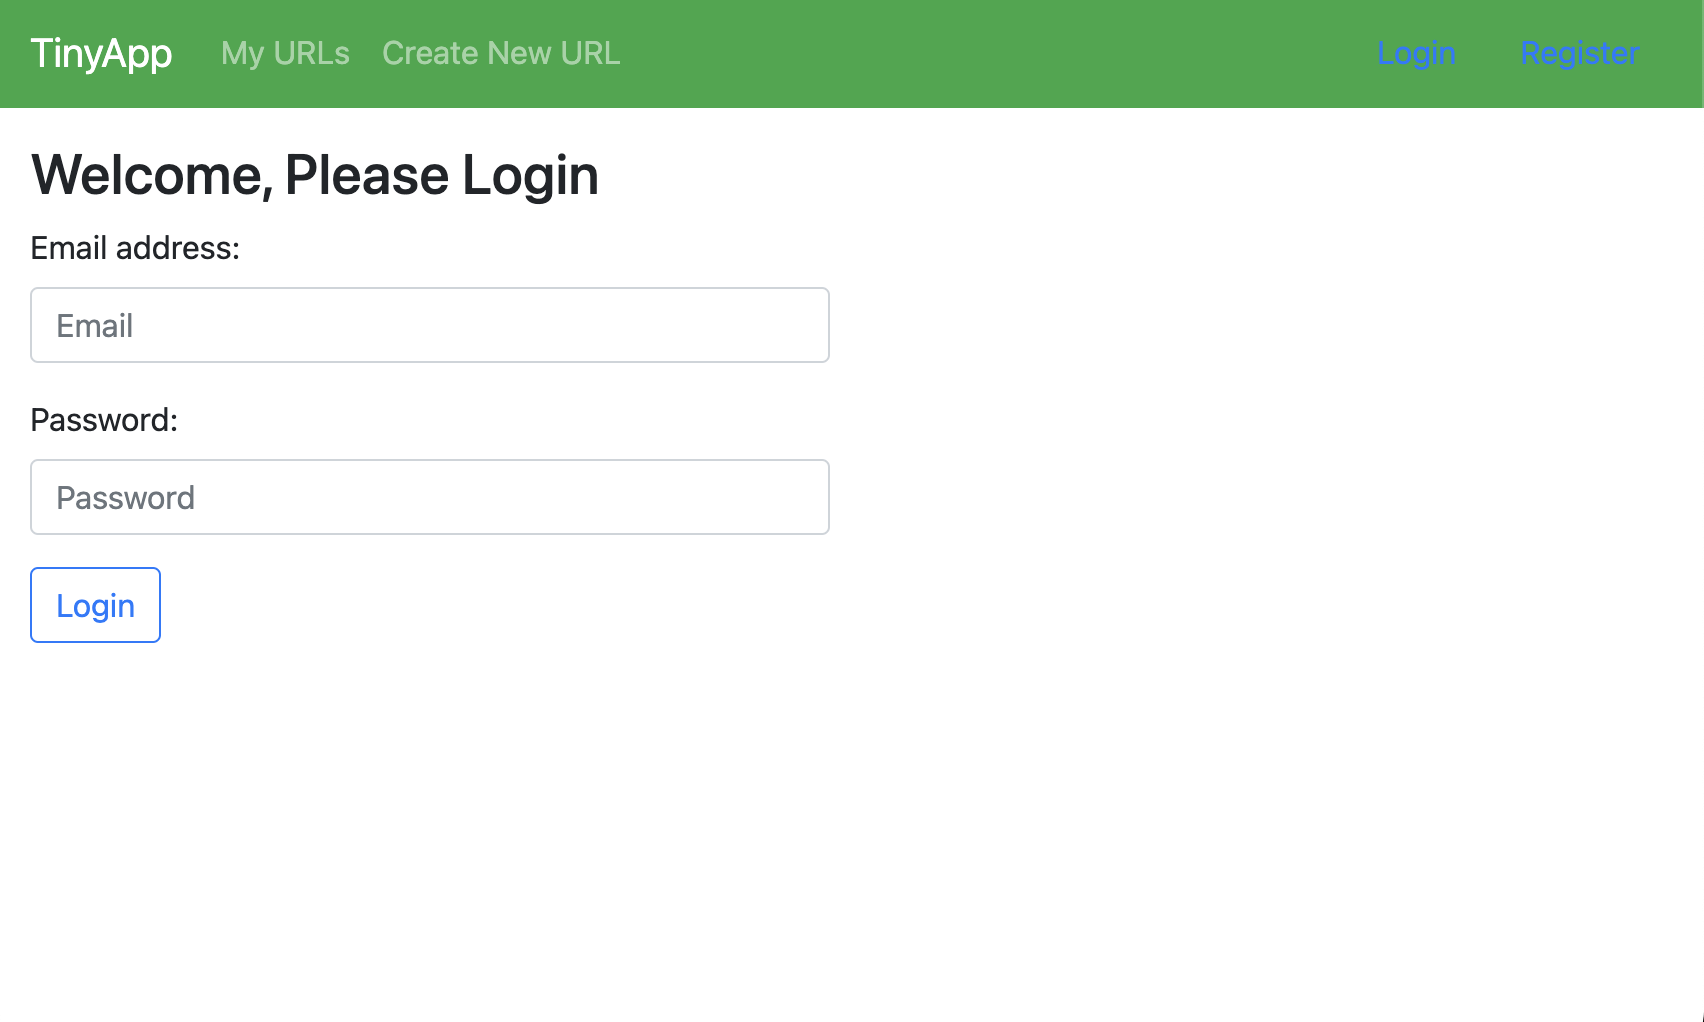 TinyApp My URLs Create New URL Login Register
Welcome, Please Login
Email address:
Email
Password:
Password
Login